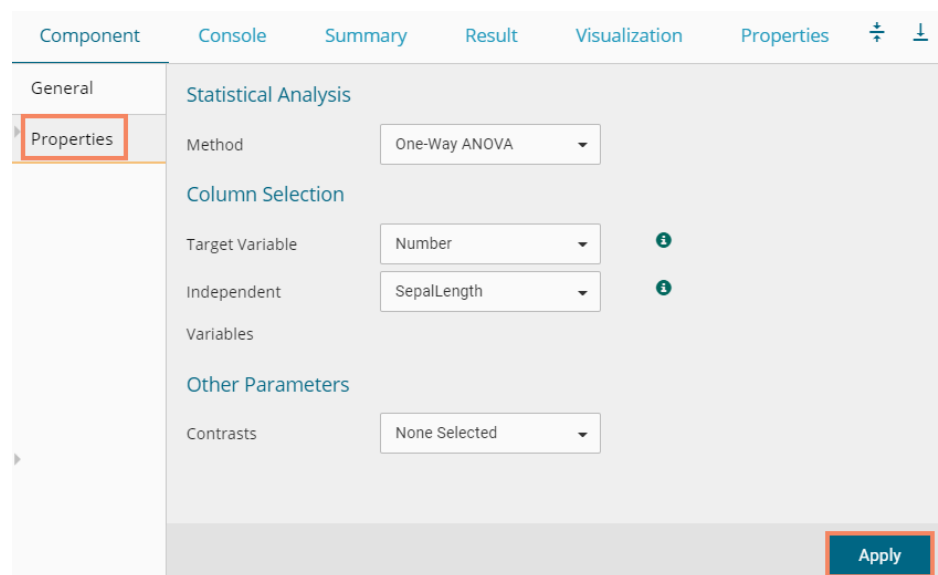 Component Console Summary Result Visualization Properties
General
Properties
Statistical Analysis
Method One-Way ANOVA
Column Selection
Target Variable Number
Independent SepalLength
Variables
Other Parameters
Contrasts None Selected
Apply